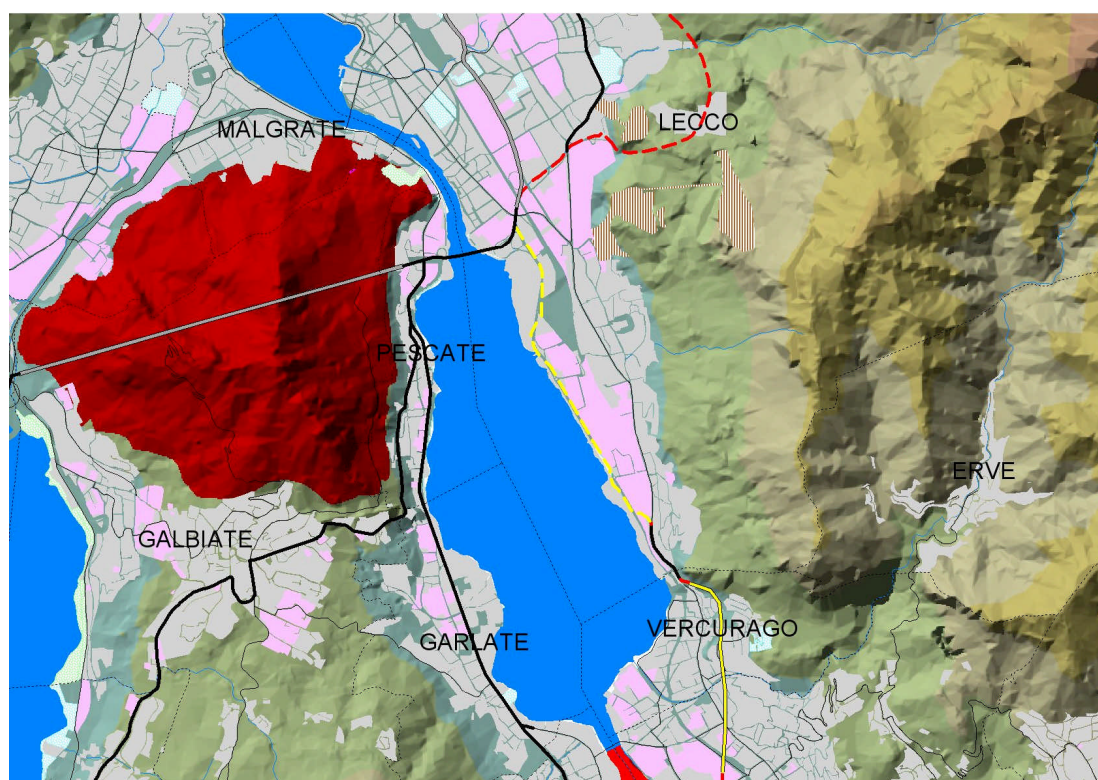 LECCO
MALGRATE
PESCATE
ERVE
GALBIATE
VERCURAGO
GARLATE